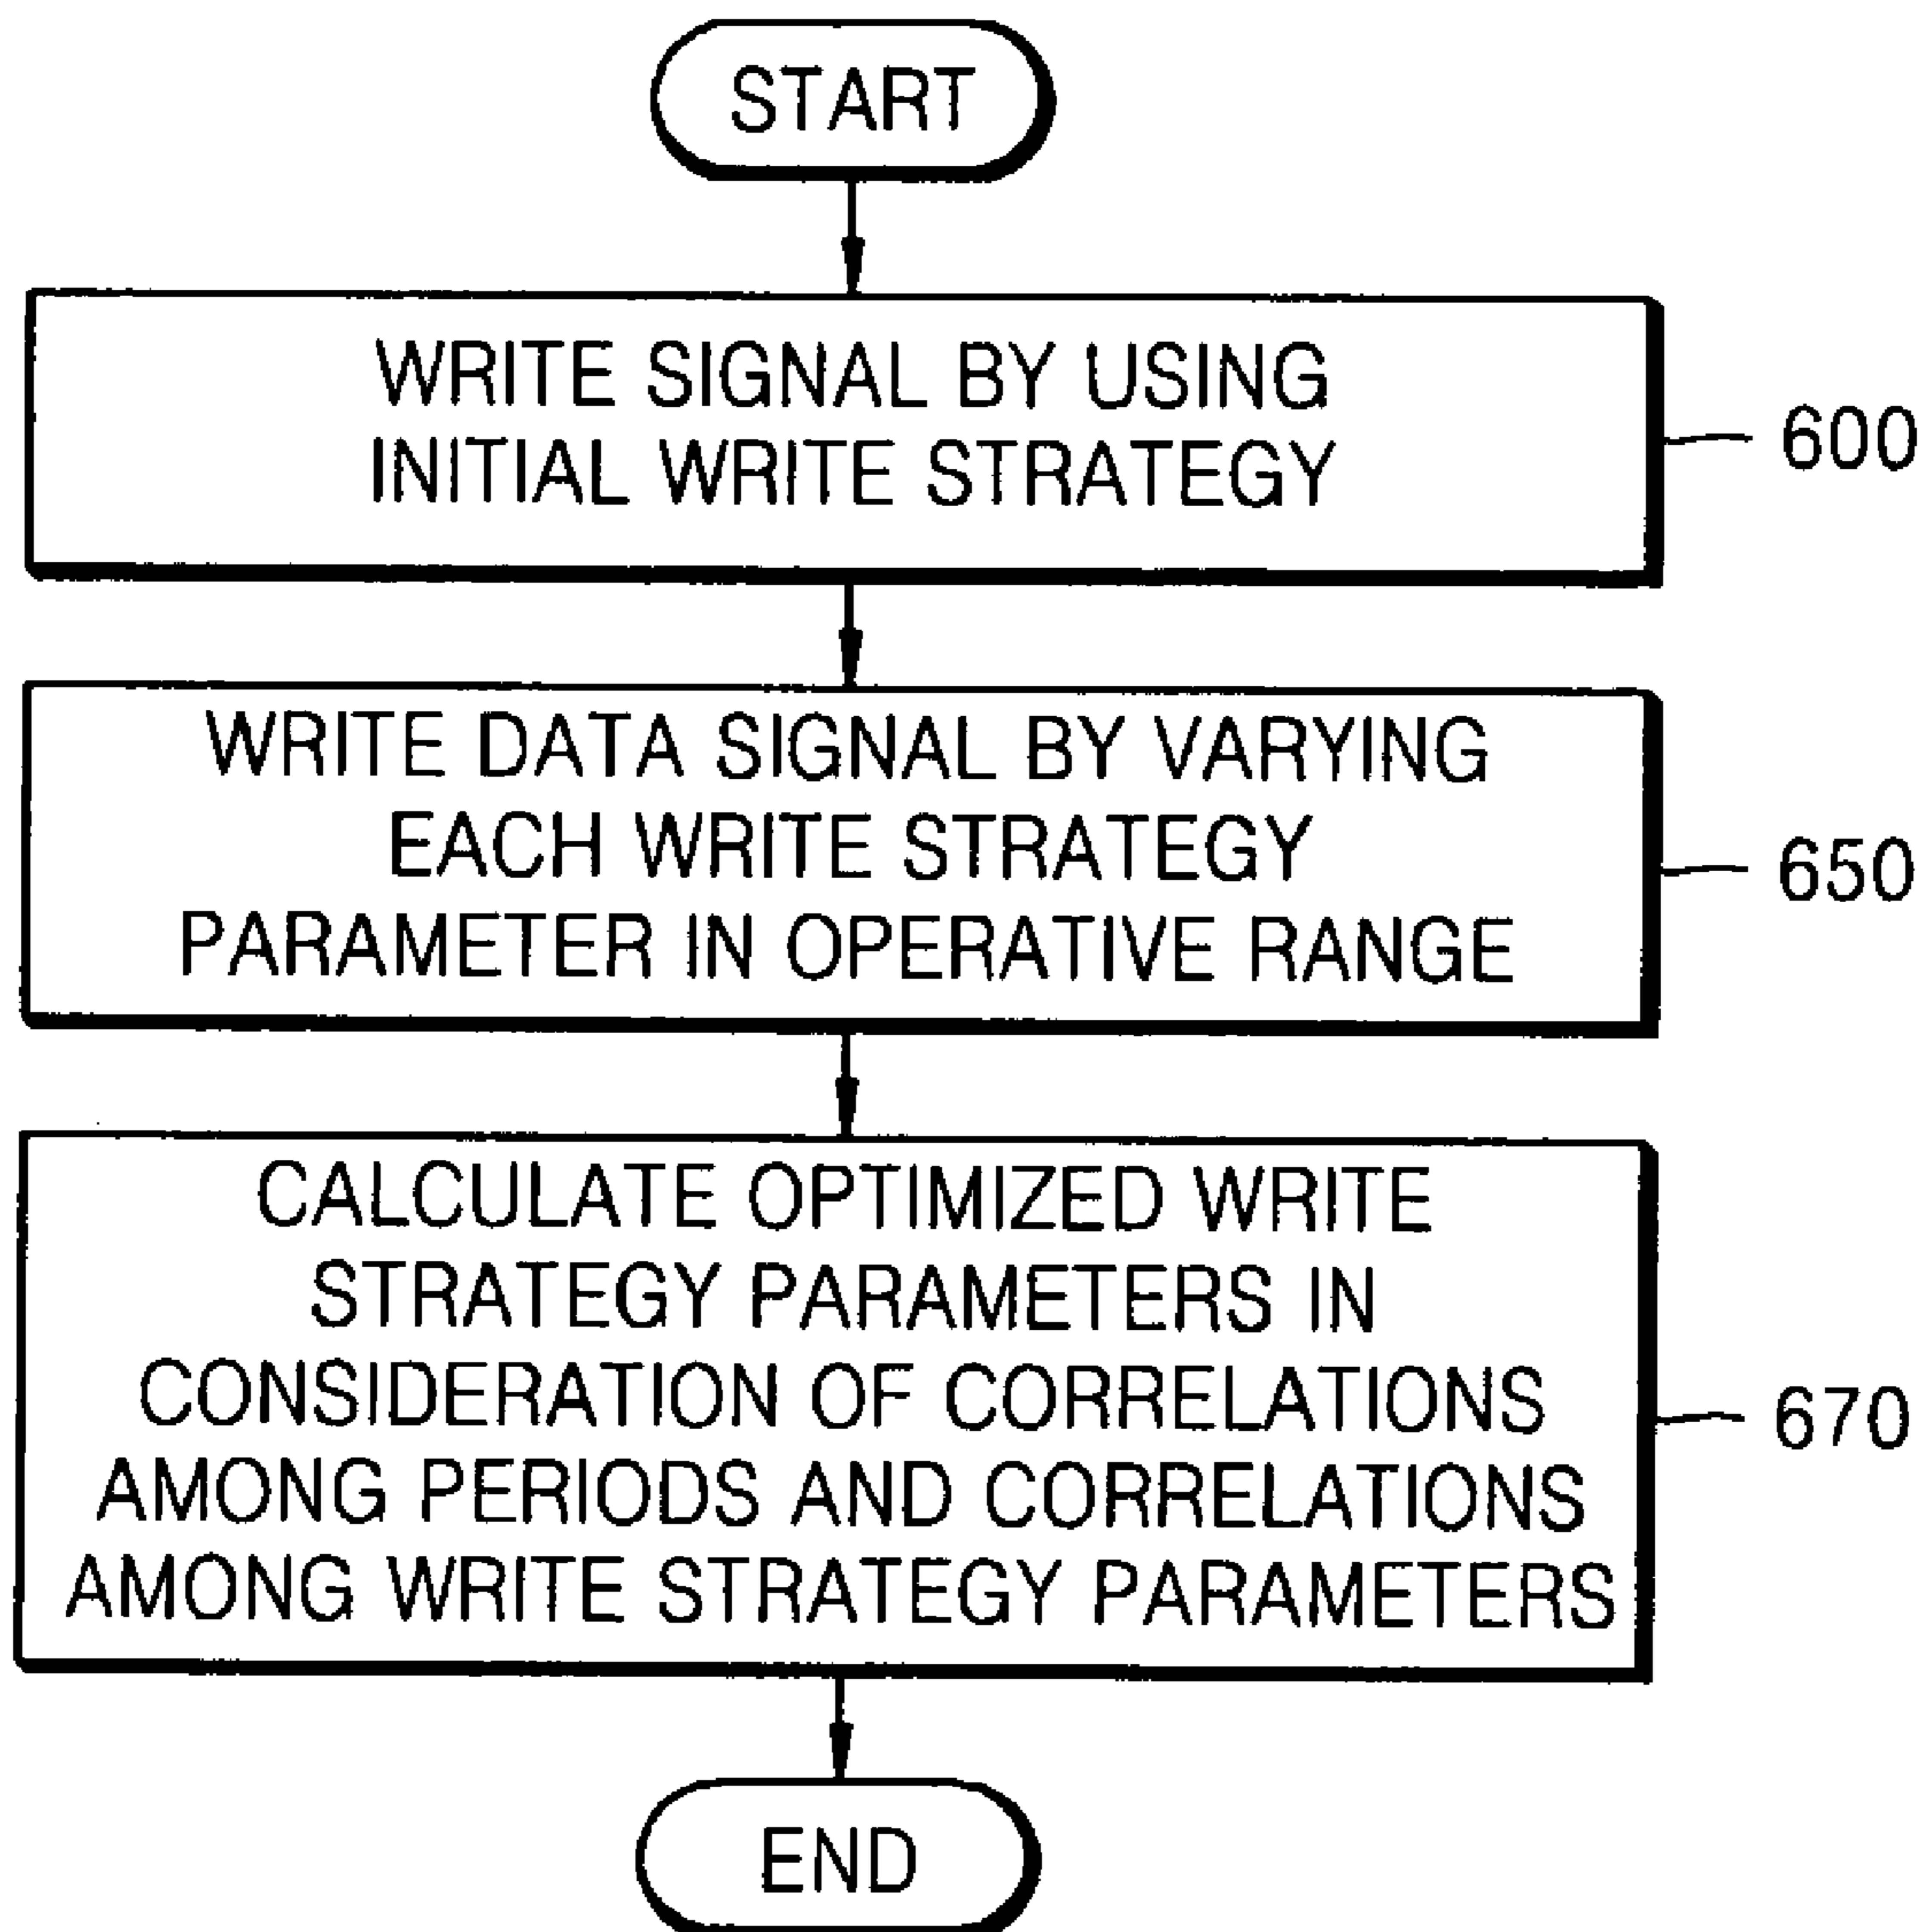 START
WRITE SIGNAL BY USING
INITIAL WRITE STRATEGY
600
WRITE DATA SIGNAL BY VARYING
EACH WRITE STRATEGY
PARAMETER IN OPERATIVE RANGE
650
CALCULATE OPTIMIZED WRITE
STRATEGY PARAMETERS IN
CONSIDERATION OF CORRELATIONS
AMONG PERIODS AND CORRELATIONS
AMONG WRITE STRATEGY PARAMETERS
670
END